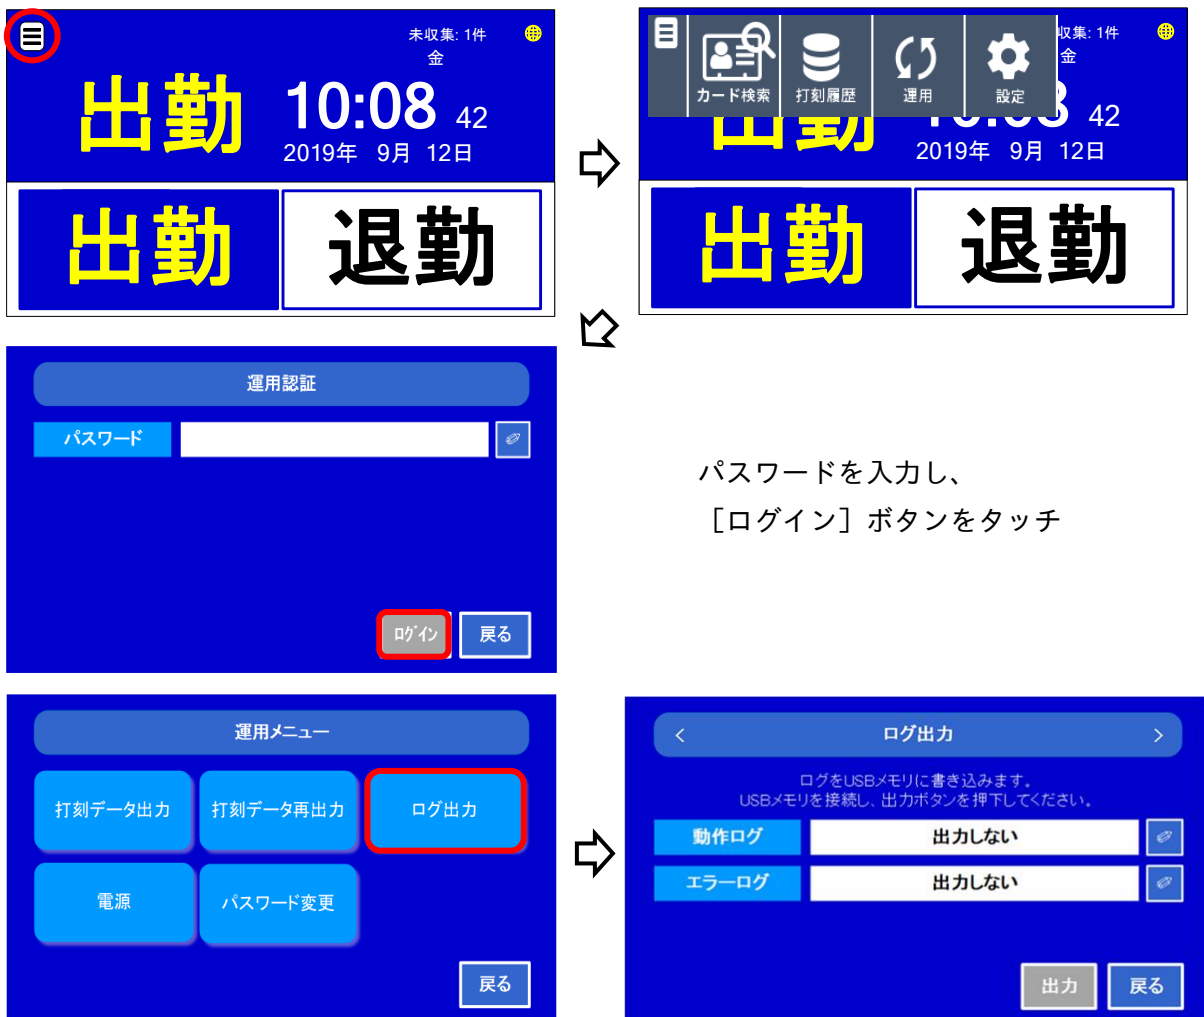 未収集: 1件
金
出勤
10:08 42
2019年 9月 12日
出勤
退勤
カード検索
打刻履歴
運用
設定
収集: 1件
金
42
2019年 9月 12日
出勤
退勤
運用認証
パスワード
ログイン
戻る
パスワードを入力し、
［ログイン］ボタンをタッチ
運用メニュー
打刻データ出力
打刻データ再出力
ログ出力
電源
パスワード変更
戻る
< ログ出力 >
ログをUSBメモリに書き込みます。
USBメモリを接続し、出力ボタンを押下してください。
動作ログ
出力しない
エラーログ
出力しない
出力
戻る